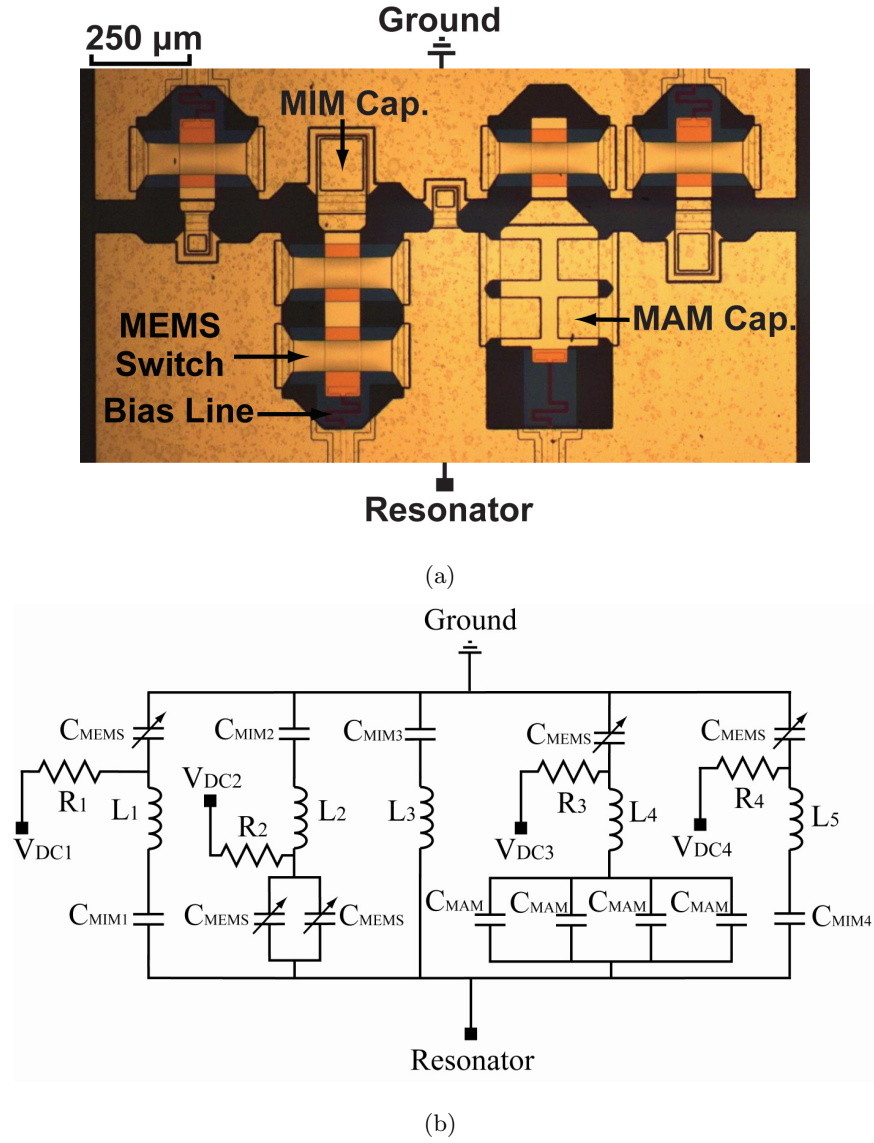 Ground
250 µm
MIM Cap.
MEMS
Switch
MAM Cap.
Bias Line
Resonator
(a)
Ground
CMEMS
CMIM2
CMIM3
CMEMS
CMEMS
VDC2
R1
L1
R2
L2
L3
R3
L4
R4
L5
VDC1
VDC3
VDC4
CMIM1
CMEMS
CMEMS
CMAM
CMAM
CMAM
CMAM
CMIM4
Resonator
(b)